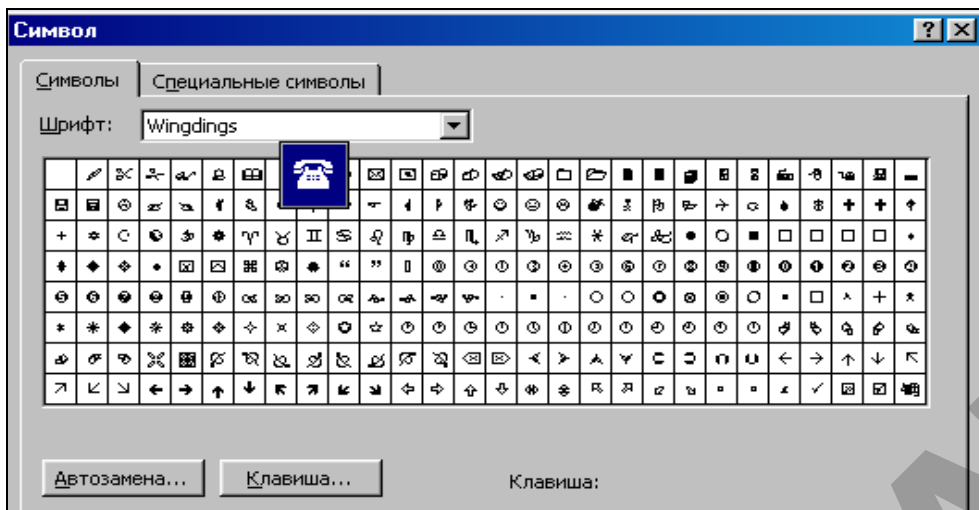 Символ
Символы Специальные символы
Шрифт: Wingdings
Автозамена... Клавиша... Клавиша: